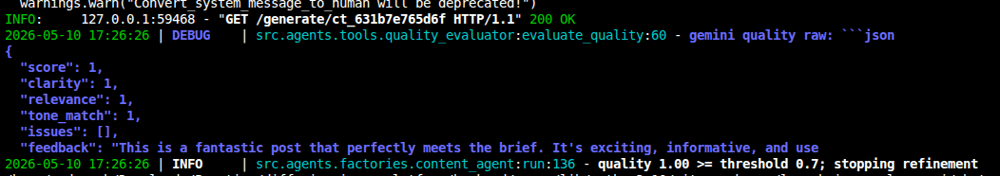 warnings.warn("Convert_system_message_to_human will be deprecated!")
INFO:     127.0.0.1:59468 - "GET /generate/ct_631b7e765d6f HTTP/1.1" 200 OK
2026-05-10 17:26:26 | DEBUG    | src.agents.tools.quality_evaluator:evaluate_quality:60 - gemini quality raw: ```json
{
  "score": 1,
  "clarity": 1,
  "relevance": 1,
  "tone_match": 1,
  "issues": [],
  "feedback": "This is a fantastic post that perfectly meets the brief. It's exciting, informative, and use
2026-05-10 17:26:26 | INFO     | src.agents.factories.content_agent:run:136 - quality 1.00 >= threshold 0.7; stopping refinement